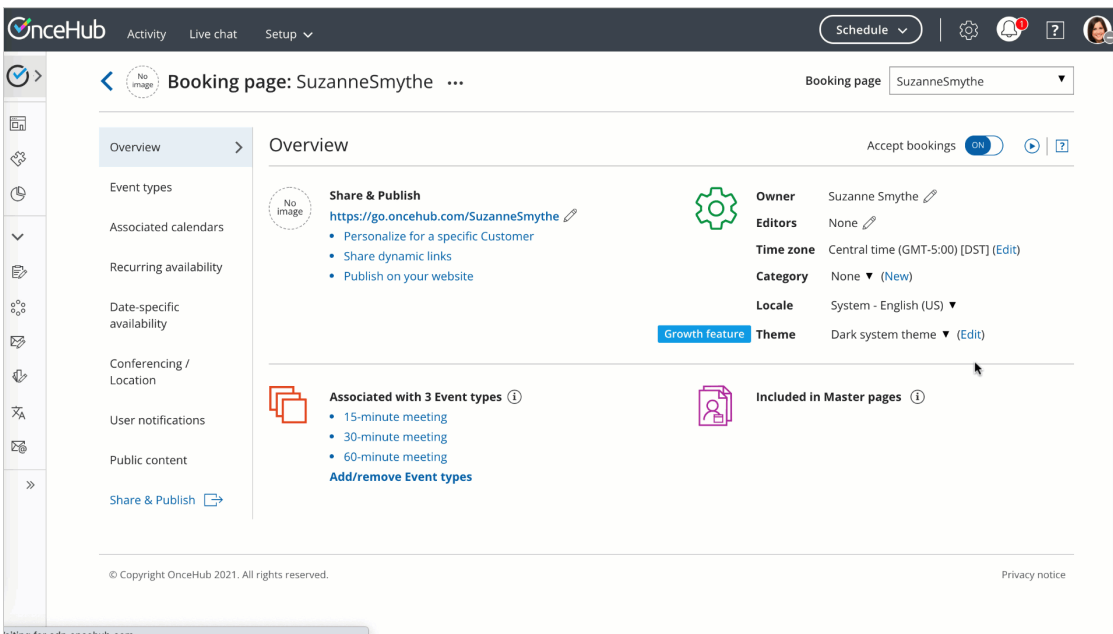 OnceHub
Activity
Live chat
Setup
Schedule
1
?
No image
Booking page: SuzanneSmythe ...
Booking page
SuzanneSmythe
Overview
Event types
Associated calendars
Recurring availability
Date-specific
availability
Conferencing /
Location
User notifications
Public content
Share & Publish
Overview
Accept bookings
ON
?
No
image
Share & Publish
https://go.oncehub.com/SuzanneSmythe
• Personalize for a specific Customer
• Share dynamic links
• Publish on your website
Owner Suzanne Smythe
Editors None
Time zone Central time (GMT-5:00) [DST] (Edit)
Category None ▼ (New)
Locale System - English (US) ▼
Growth feature Theme Dark system theme ▼ (Edit)
Associated with 3 Event types
• 15-minute meeting
• 30-minute meeting
• 60-minute meeting
Add/remove Event types
Included in Master pages
© Copyright OnceHub 2021. All rights reserved.
Privacy notice